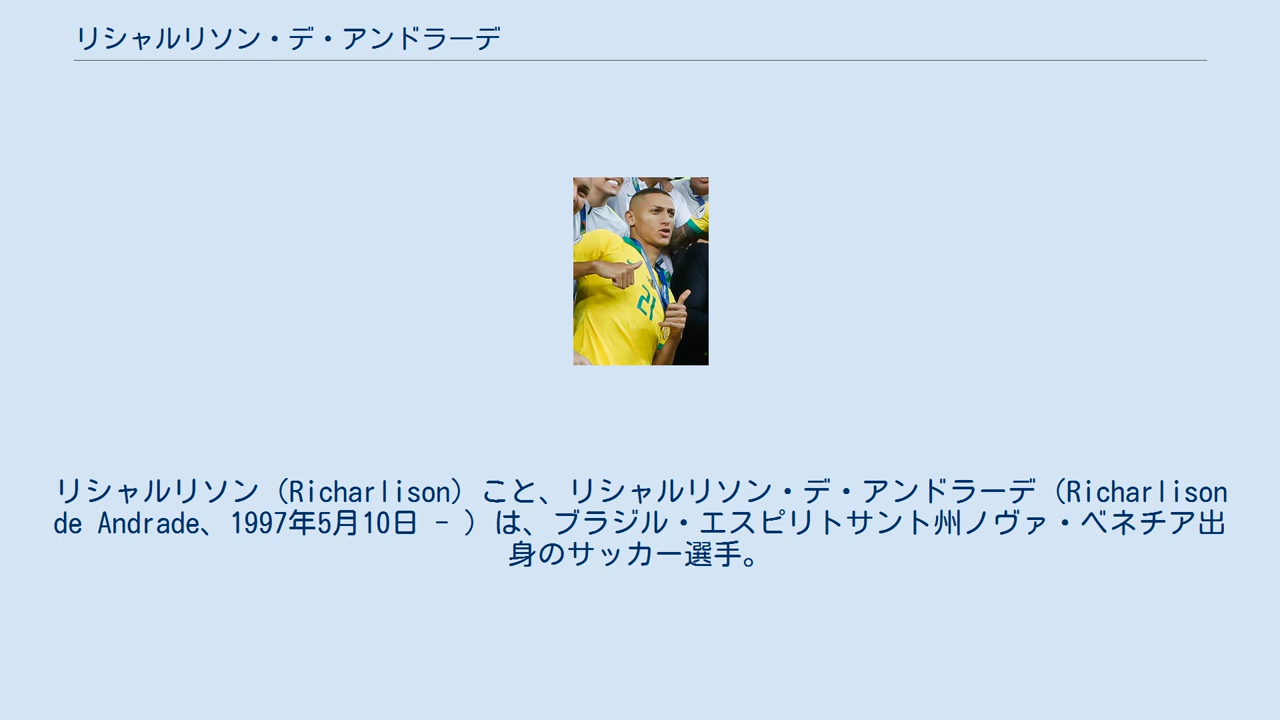 リシャルリソン・デ・アンドラーデ
21
リシャルリソン（Richarlison）こと、リシャルリソン・デ・アンドラーデ（Richarlison
de Andrade、1997年5月10日 - ）は、ブラジル・エスピリトサント州ノヴァ・ベネチア出
身のサッカー選手。